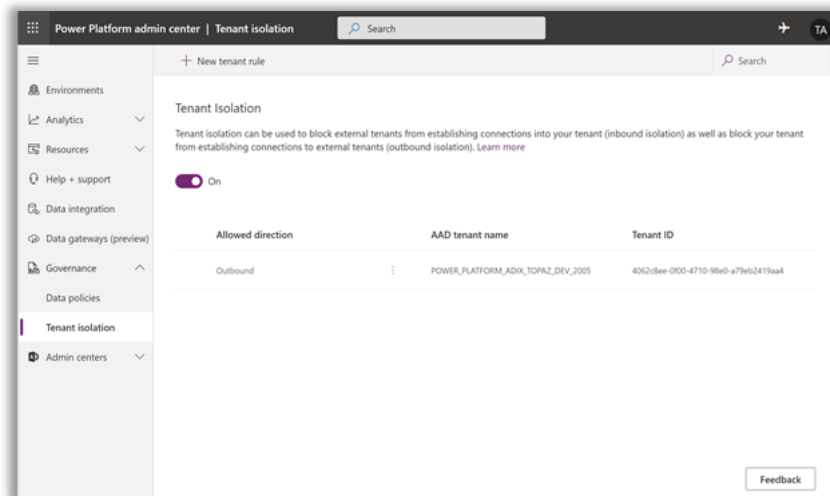 Power Platform admin center | Tenant isolation
Search
TA
New tenant rule
Search
Environments
Analytics
Resources
Help + support
Data integration
Data gateways (preview)
Governance
Data policies
Tenant isolation
Admin centers
Tenant Isolation
Tenant isolation can be used to block external tenants from establishing connections into your tenant (inbound isolation) as well as block your tenant
from establishing connections to external tenants (outbound isolation). Learn more
On
Allowed direction AAD tenant name Tenant ID
Outbound POWER_PLATFORM_ADIX_TOPAZ_DEV_2005 4062c8ee-0f00-4710-98e0-a79eb2419aa4
Feedback